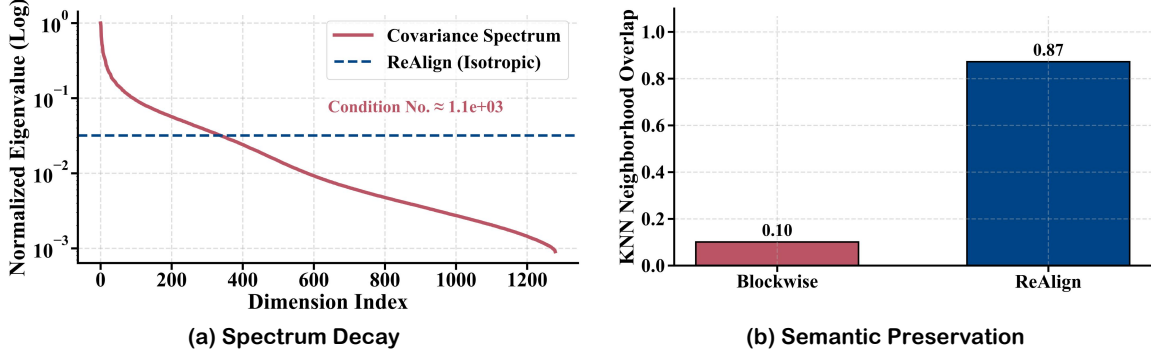 Normalized Eigenvalue (Log)
10⁰
10⁻¹
10⁻²
10⁻³
Covariance Spectrum
ReAlign (Isotropic)
Condition No. ≈ 1.1e+03
0 200 400 600 800 1000 1200
Dimension Index
(a) Spectrum Decay
KNN Neighborhood Overlap
1.0
0.8
0.6
0.4
0.2
0.0
0.10
0.87
Blockwise ReAlign
(b) Semantic Preservation